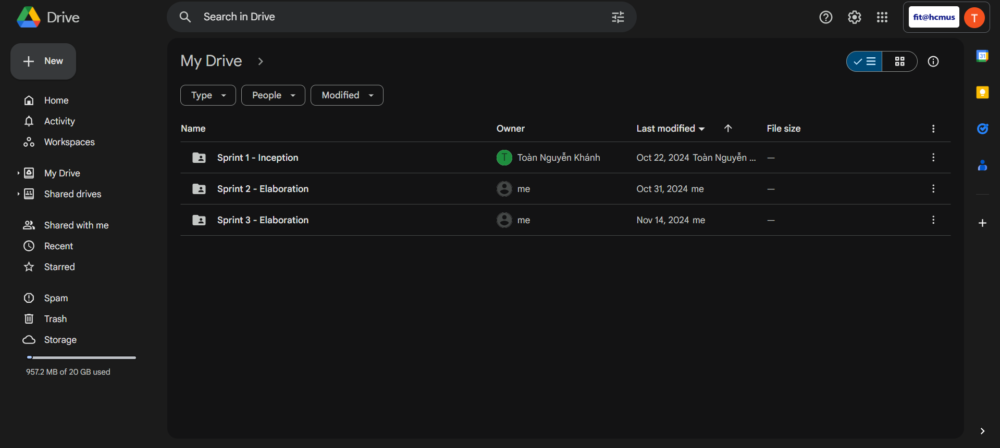 Drive
Search in Drive
fit@hcmus
T
New
Home
Activity
Workspaces
My Drive
Shared drives
Shared with me
Recent
Starred
Spam
Trash
Storage
957.2 MB of 20 GB used
My Drive
Type People Modified
Name Owner Last modified File size
Sprint 1 - Inception T Toàn Nguyễn Khánh Oct 22, 2024 Toàn Nguyễn ... —
Sprint 2 - Elaboration me Oct 31, 2024 me —
Sprint 3 - Elaboration me Nov 14, 2024 me —
31